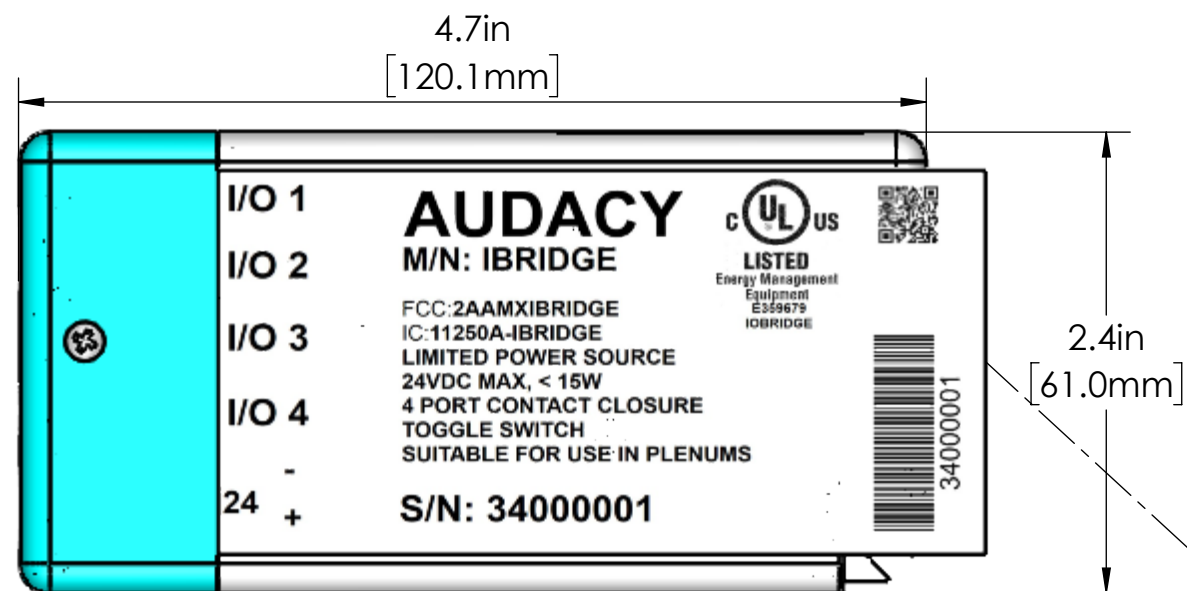 4.7in
[120.1mm]
I/O 1
I/O 2
I/O 3
I/O 4
-
24 +
AUDACY
M/N: IBRIDGE
FCC:2AAMXIBRIDGE
IC:11250A-IBRIDGE
LIMITED POWER SOURCE
24VDC MAX, < 15W
4 PORT CONTACT CLOSURE
TOGGLE SWITCH
SUITABLE FOR USE IN PLENUMS
S/N: 34000001
C UL US
LISTED
Energy Management
Equipment
E359679
IOBRIDGE
34000001
2.4in
[61.0mm]